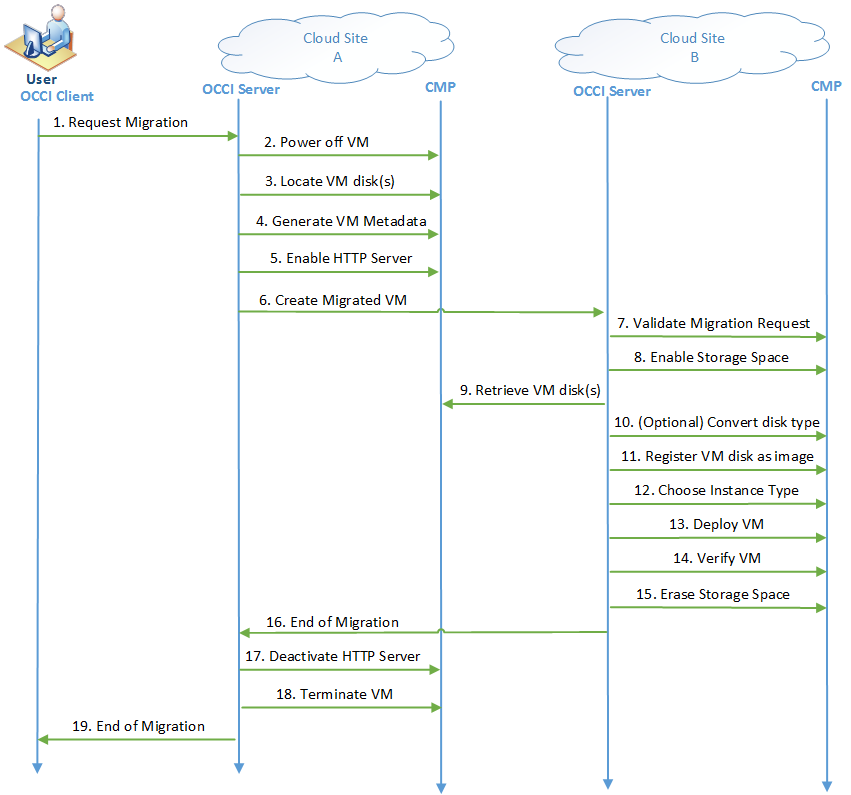 Cloud Site
A
Cloud Site
B
User
OCCI Client
OCCI Server
CMP
OCCI Server
CMP
1. Request Migration
2. Power off VM
3. Locate VM disk(s)
4. Generate VM Metadata
5. Enable HTTP Server
6. Create Migrated VM
7. Validate Migration Request
8. Enable Storage Space
9. Retrieve VM disk(s)
10. (Optional) Convert disk type
11. Register VM disk as image
12. Choose Instance Type
13. Deploy VM
14. Verify VM
15. Erase Storage Space
16. End of Migration
17. Deactivate HTTP Server
18. Terminate VM
19. End of Migration